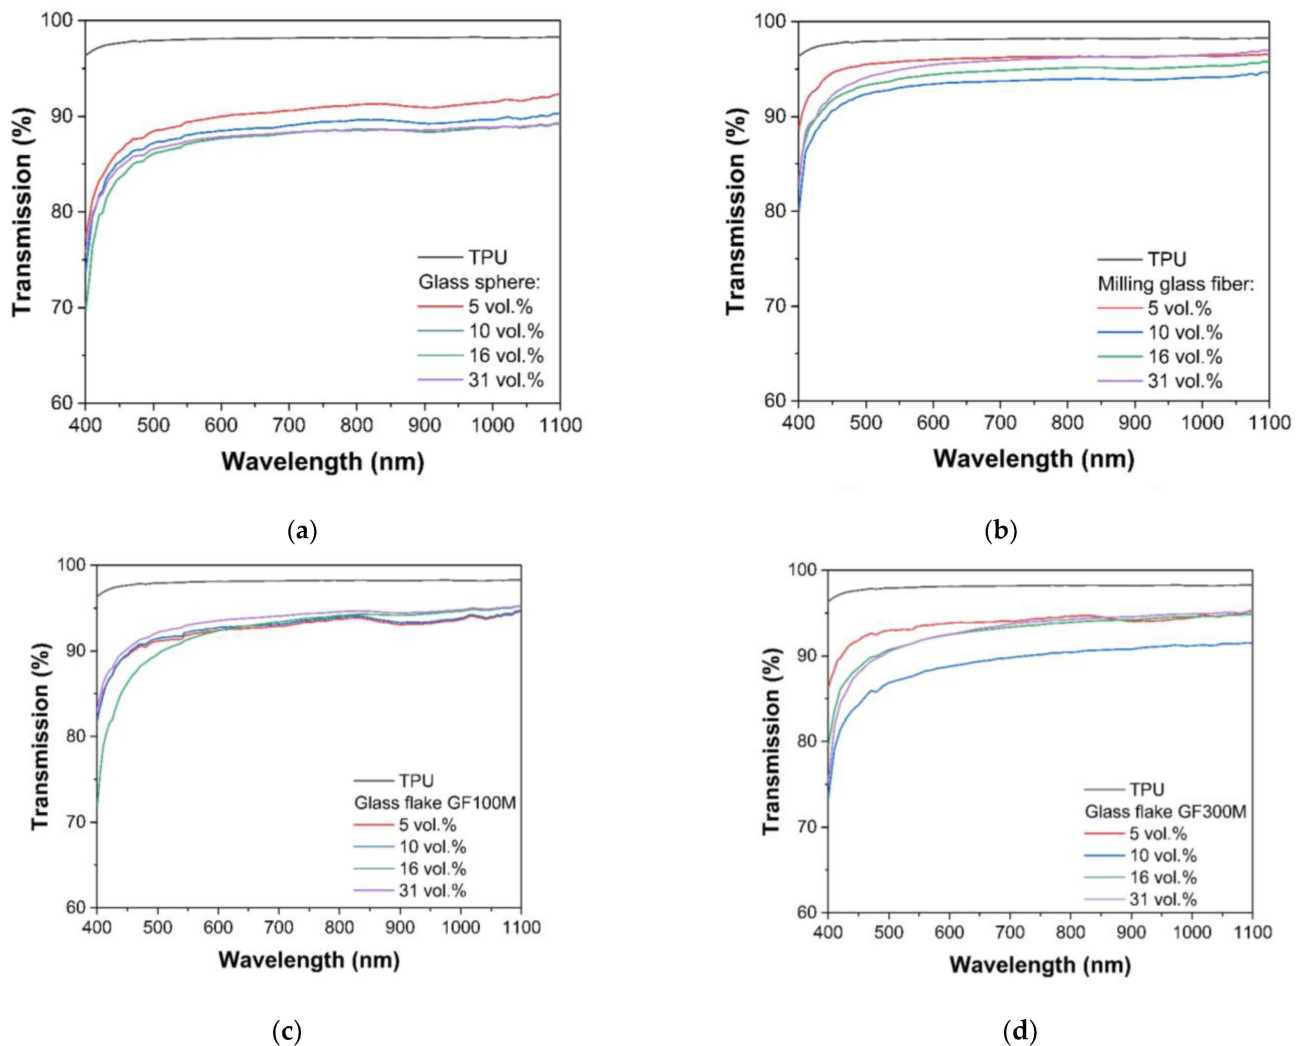 100
90
80
70
60
Transmission (%)
TPU
Glass sphere:
5 vol.%
10 vol.%
16 vol.%
31 vol.%
400 500 600 700 800 900 1000 1100
Wavelength (nm)
(a)
100
90
80
70
60
Transmission (%)
TPU
Milling glass fiber:
5 vol.%
10 vol.%
16 vol.%
31 vol.%
400 500 600 700 800 900 1000 1100
Wavelength (nm)
(b)
100
90
80
70
60
Transmission (%)
TPU
Glass flake GF100M
5 vol.%
10 vol.%
16 vol.%
31 vol.%
400 500 600 700 800 900 1000 1100
Wavelength (nm)
(c)
100
90
80
70
60
Transmission (%)
TPU
Glass flake GF300M
5 vol.%
10 vol.%
16 vol.%
31 vol.%
400 500 600 700 800 900 1000 1100
Wavelength (nm)
(d)